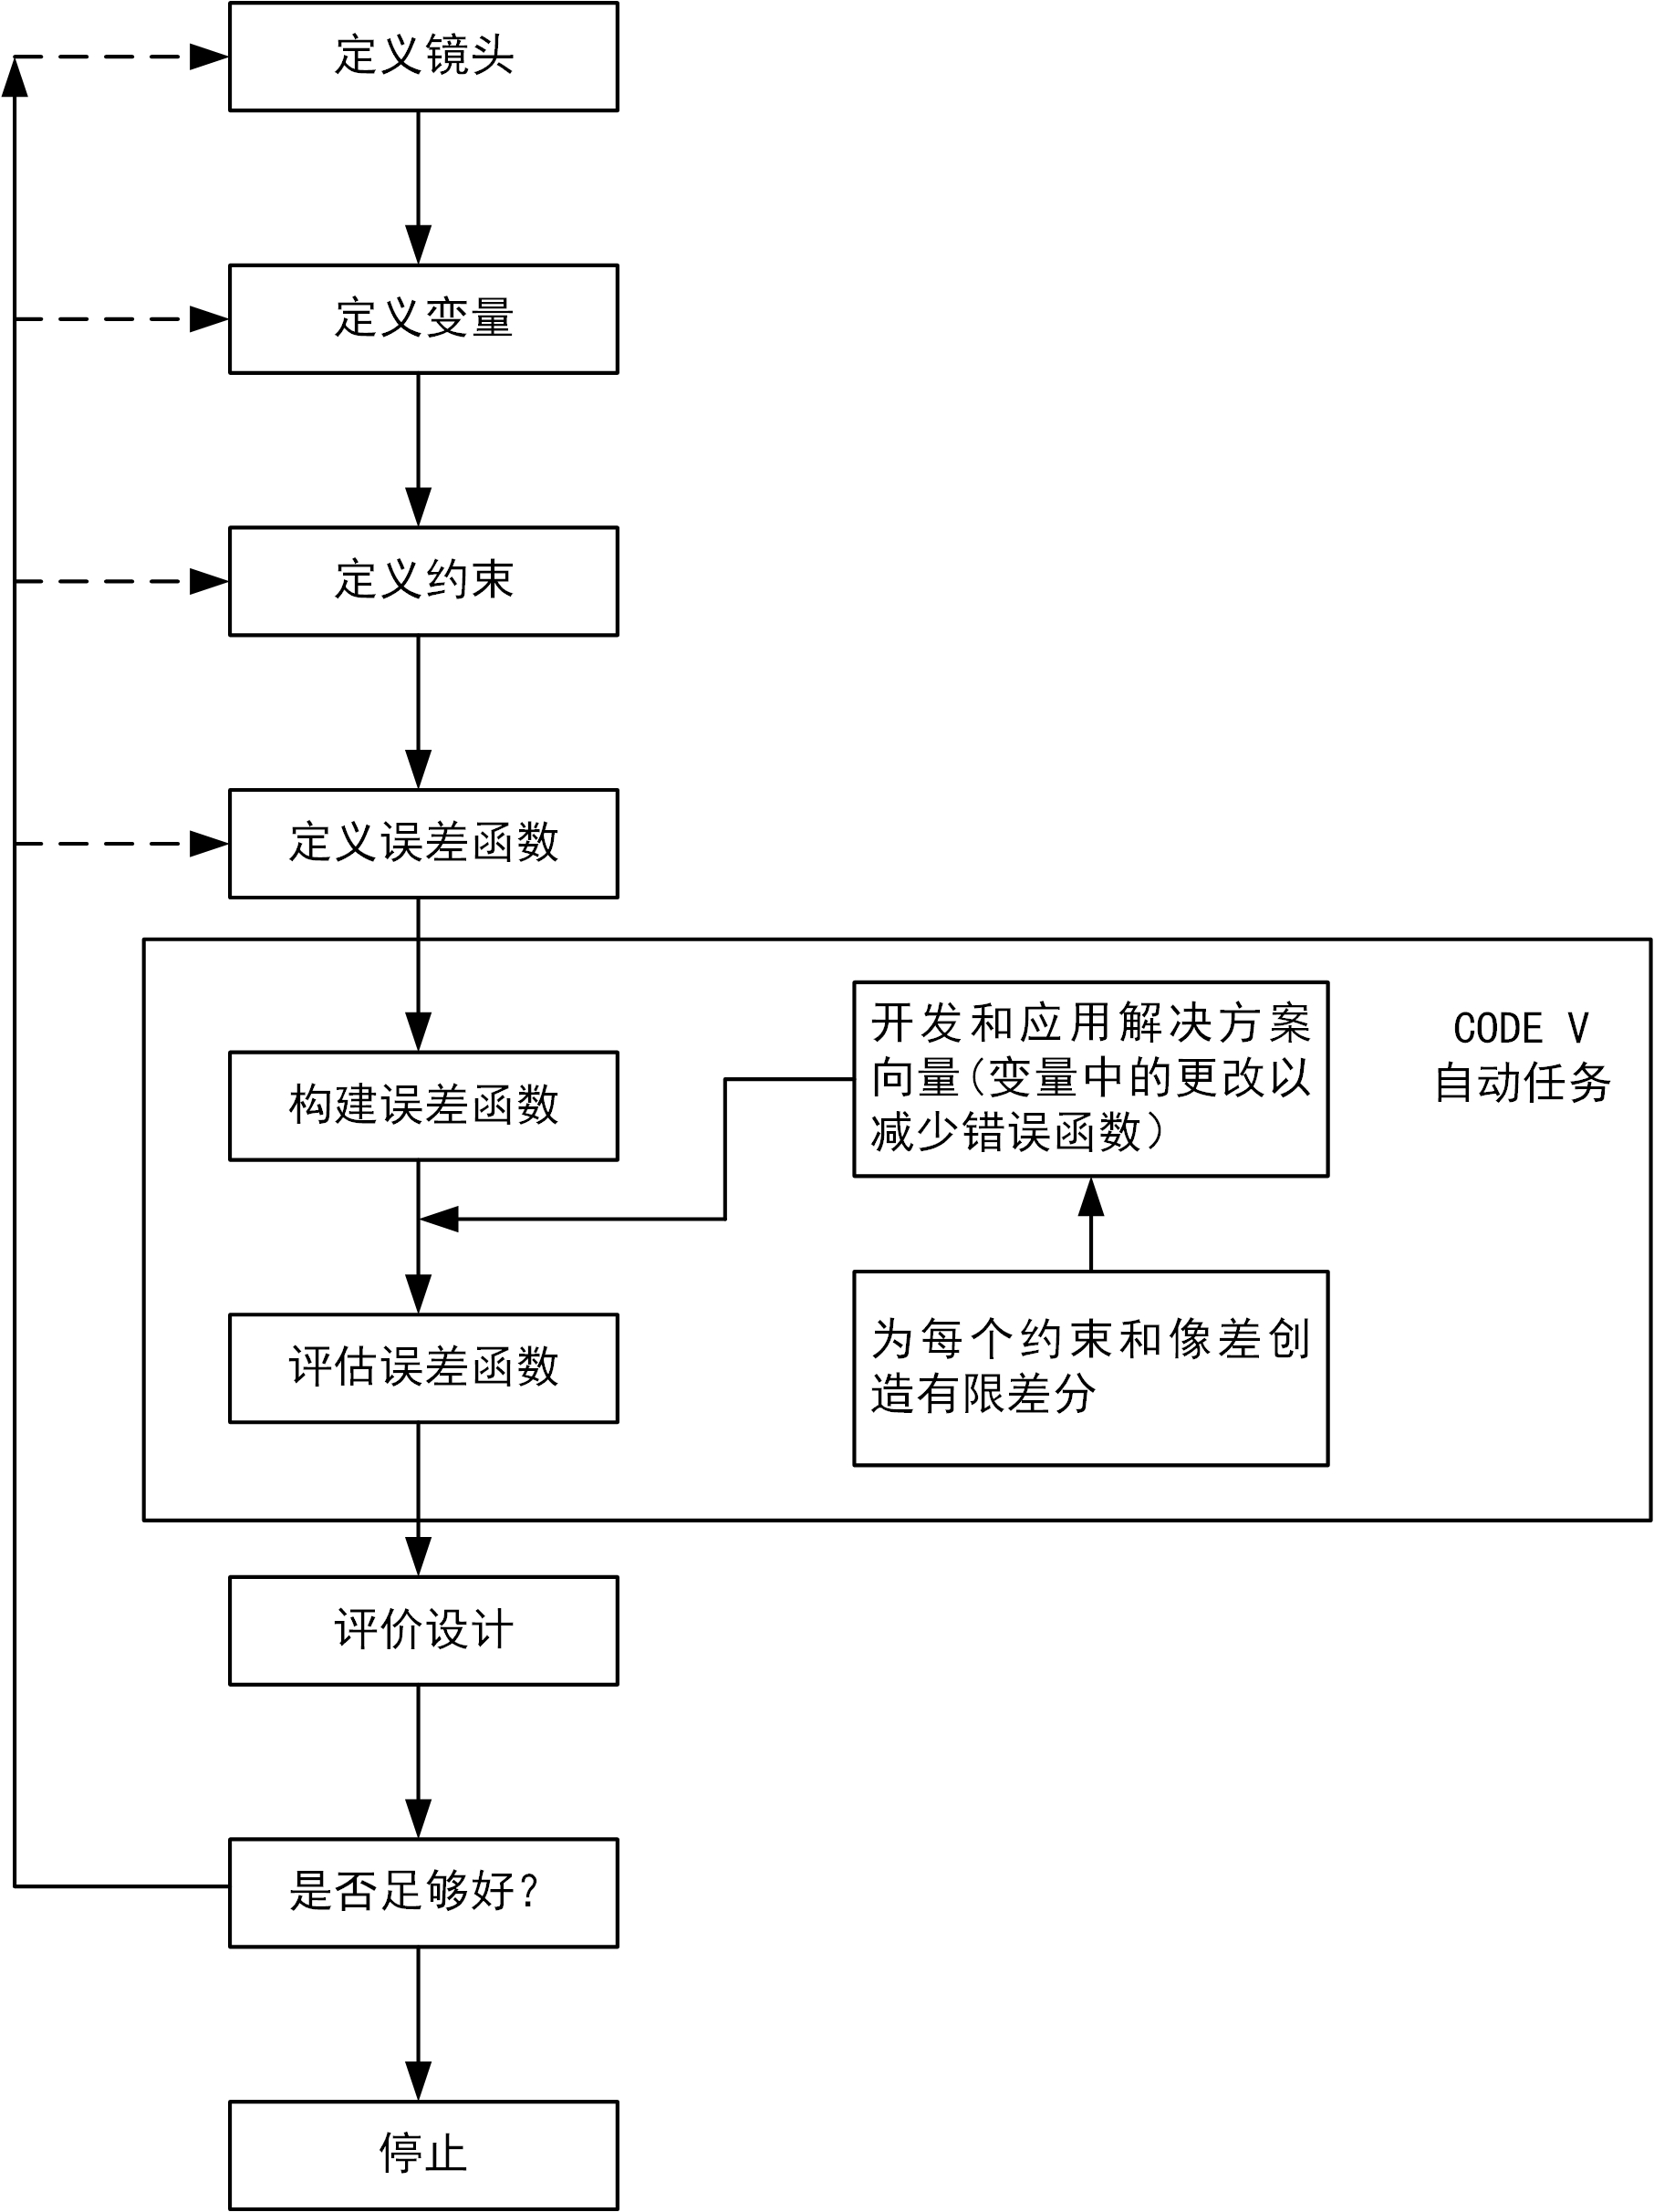 定义镜头
定义变量
定义约束
定义误差函数
开发和应用解决方案
向量(变量中的更改以
减少错误函数)
CODE V
自动任务
构建误差函数
为每个约束和像差创
造有限差分
评估误差函数
评价设计
是否足够好?
停止